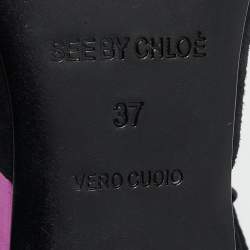 SEE BY CHLOÉ
37
VERO CUOIO